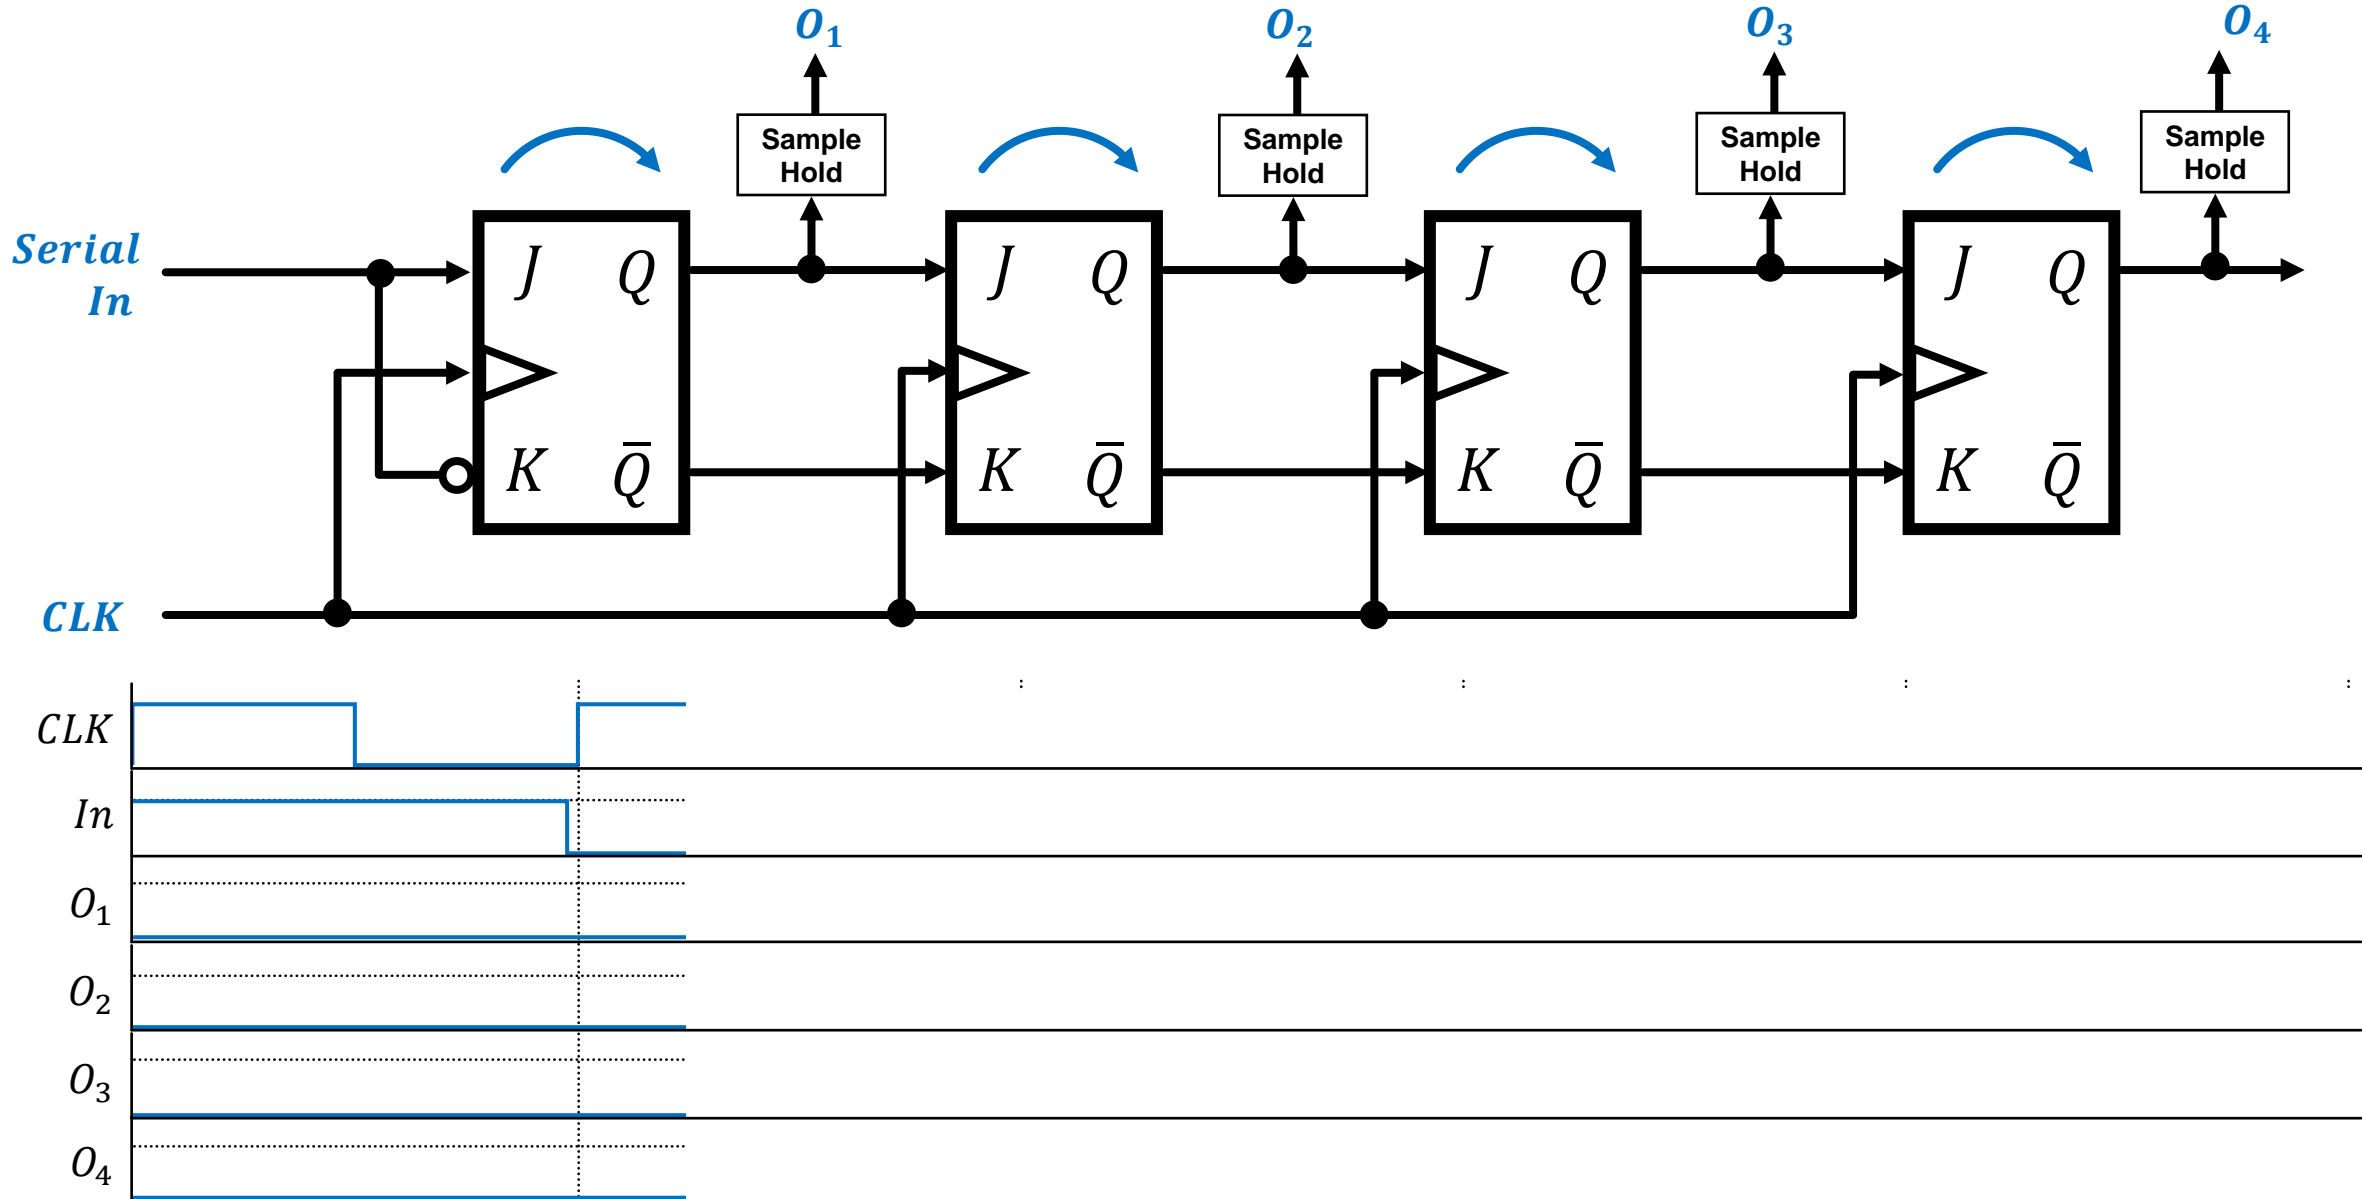 O₁ O₂ O₃ O₄
Sample
Hold
Sample
Hold
Sample
Hold
Sample
Hold
Serial
In
J Q J Q J Q J Q
K Q̅ K Q̅ K Q̅ K Q̅
CLK
CLK
In
O₁
O₂
O₃
O₄